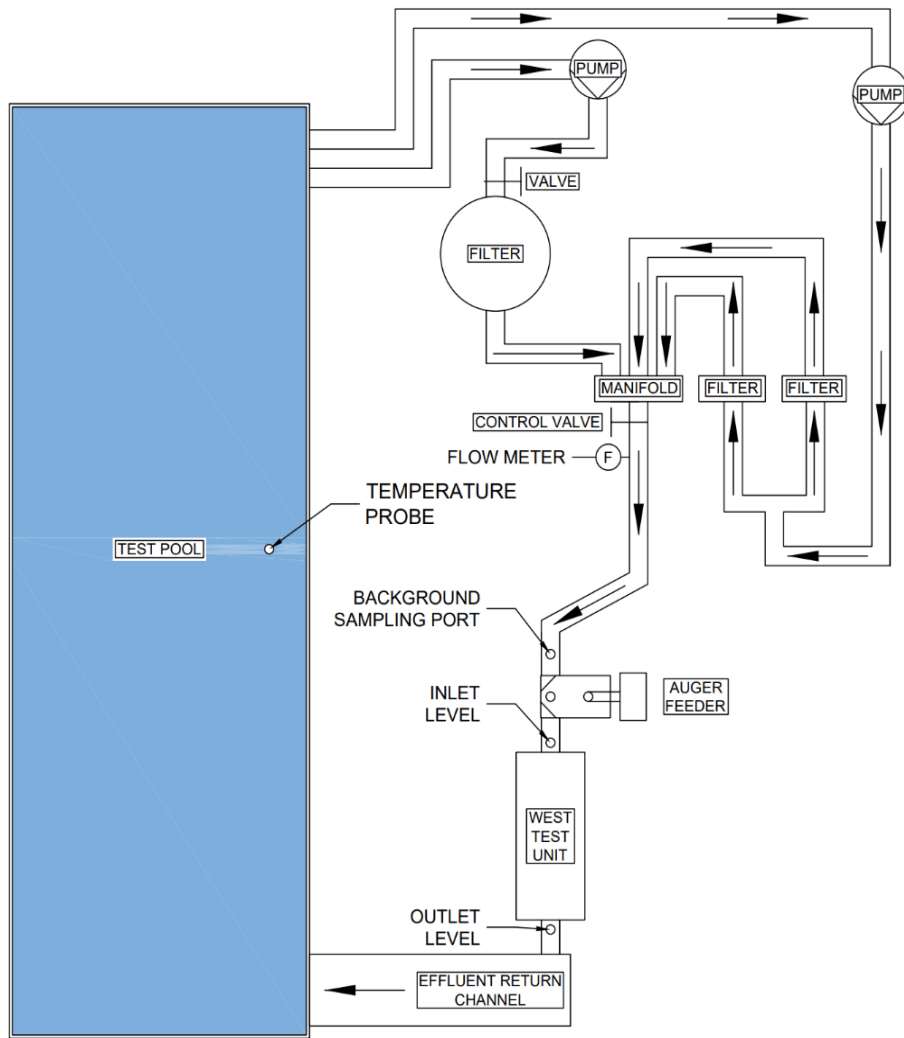 PUMP
PUMP
VALVE
FILTER
MANIFOLD
FILTER
FILTER
CONTROL VALVE
FLOW METER
F
TEMPERATURE
PROBE
TEST POOL
BACKGROUND
SAMPLING PORT
INLET
LEVEL
AUGER
FEEDER
WEST
TEST
UNIT
OUTLET
LEVEL
EFFLUENT RETURN
CHANNEL